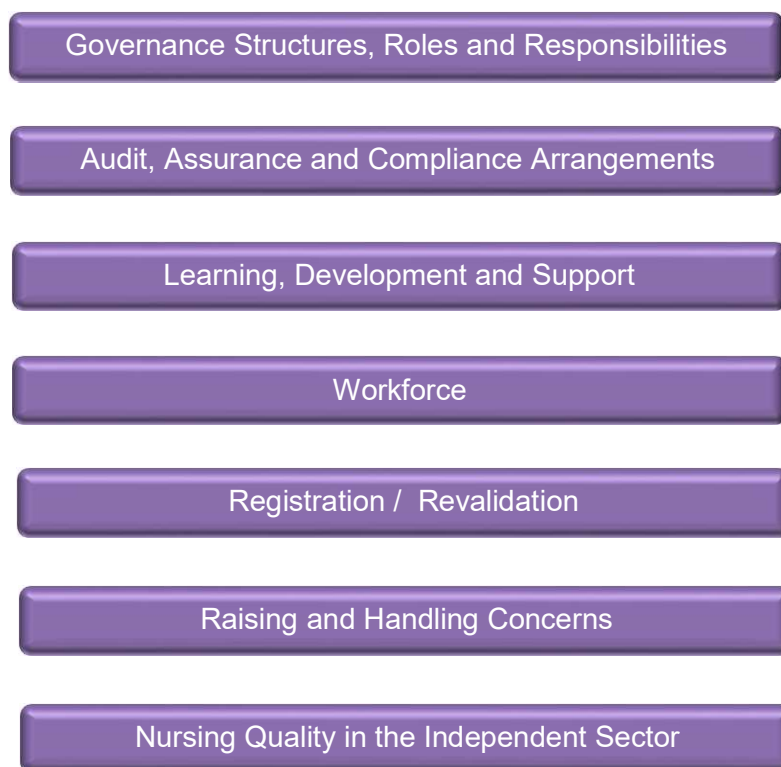 Governance Structures, Roles and Responsibilities
Audit, Assurance and Compliance Arrangements
Learning, Development and Support
Workforce
Registration / Revalidation
Raising and Handling Concerns
Nursing Quality in the Independent Sector